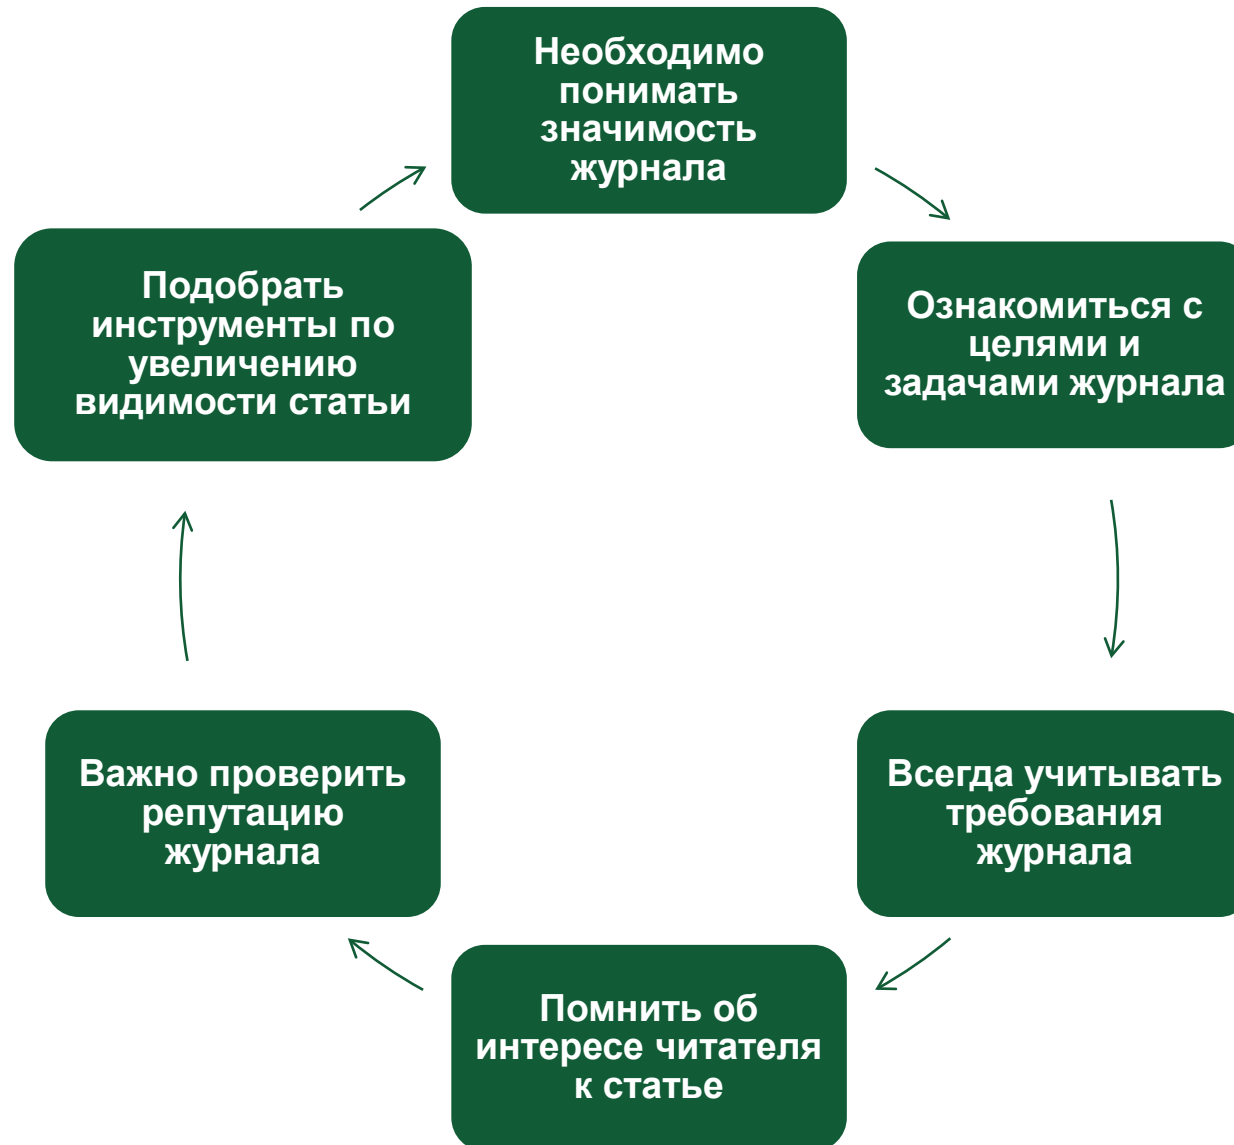 Необходимо
понимать
значимость
журнала
Ознакомиться с
целями и
задачами журнала
Всегда учитывать
требования
журнала
Помнить об
интересе читателя
к статье
Важно проверить
репутацию
журнала
Подобрать
инструменты по
увеличению
видимости статьи